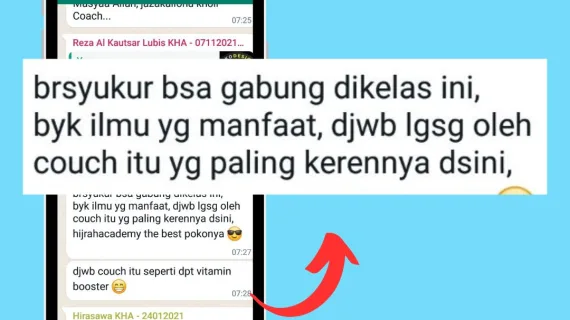 Masyaa Allah, jazakallohu khoir
Coach...
07:25
Reza Al Kautsar Lubis KHA - 07112021...
brsyukur bsa gabung dikelas ini,
byk ilmu yg manfaat, djwb lgsg oleh
couch itu yg paling kerennya dsini,
brsyukur bsa gabung dikelas ini,
byk ilmu yg manfaat, djwb lgsg oleh
couch itu yg paling kerennya dsini,
hijrahacademy the best pokonya 😎
07:27
djwb couch itu seperti dpt vitamin
booster 😁
07:28
Hirasawa KHA - 24012021